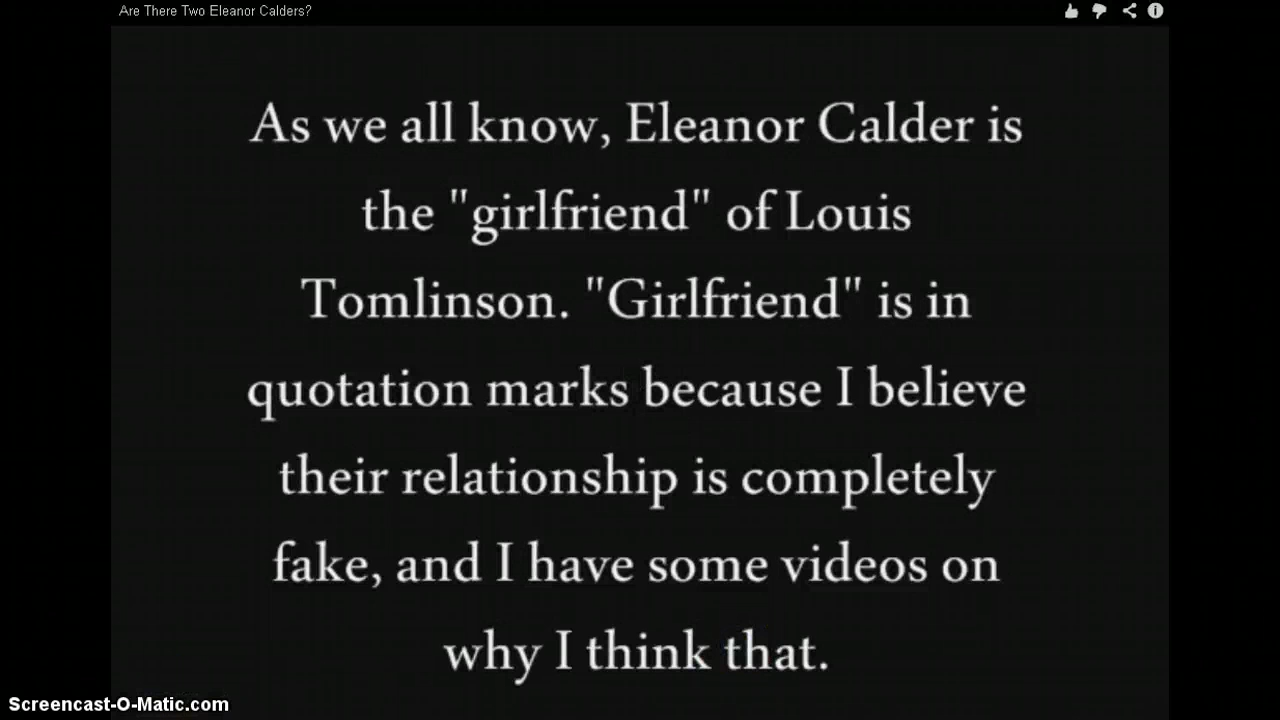 Are There Two Eleanor Calders?
As we all know, Eleanor Calder is
the "girlfriend" of Louis
Tomlinson. "Girlfriend" is in
quotation marks because I believe
their relationship is completely
fake, and I have some videos on
why I think that.
Screencast-O-Matic.com